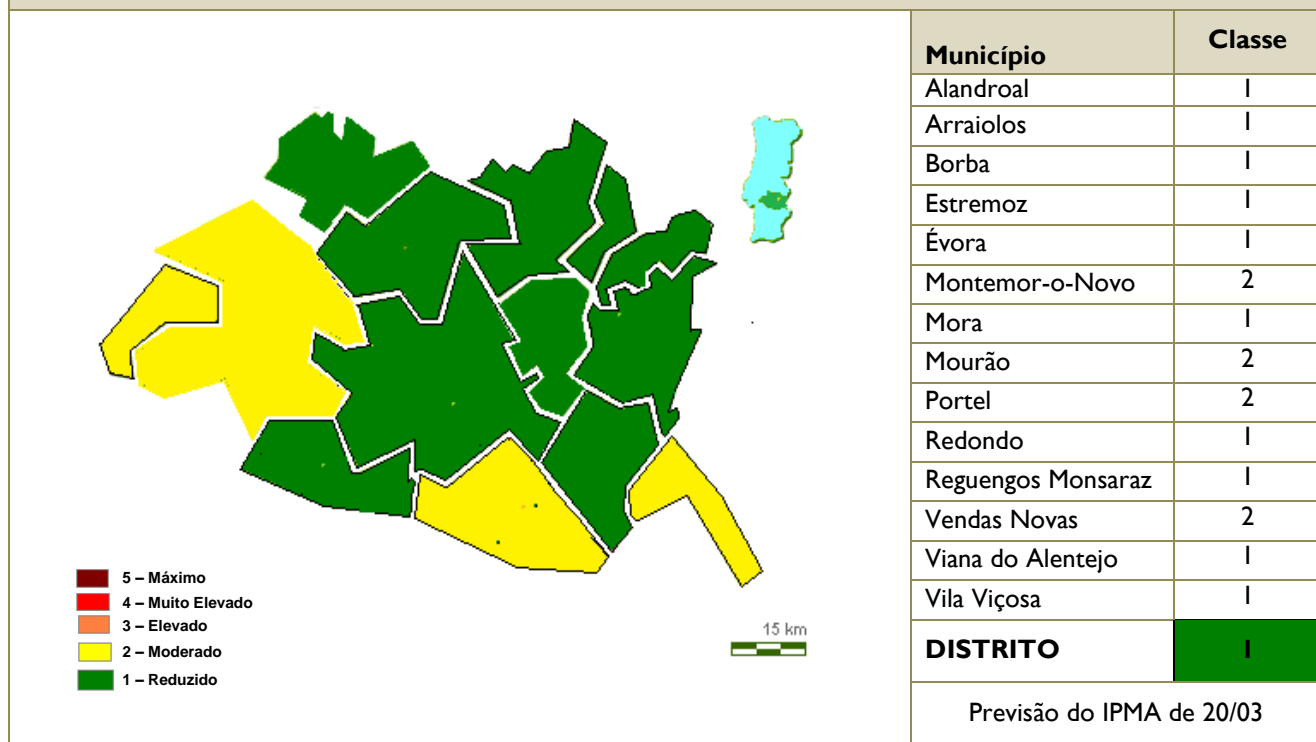 Município Classe
Alandroal 1
Arraiolos 1
Borba 1
Estremoz 1
Évora 1
Montemor-o-Novo 2
Mora 1
Mourão 2
Portel 2
Redondo 1
Reguengos Monsaraz 1
Vendas Novas 2
Viana do Alentejo 1
Vila Viçosa 1
DISTRITO 1
Previsão do IPMA de 20/03
5 – Máximo
4 – Muito Elevado
3 – Elevado
2 – Moderado
1 – Reduzido
15 km